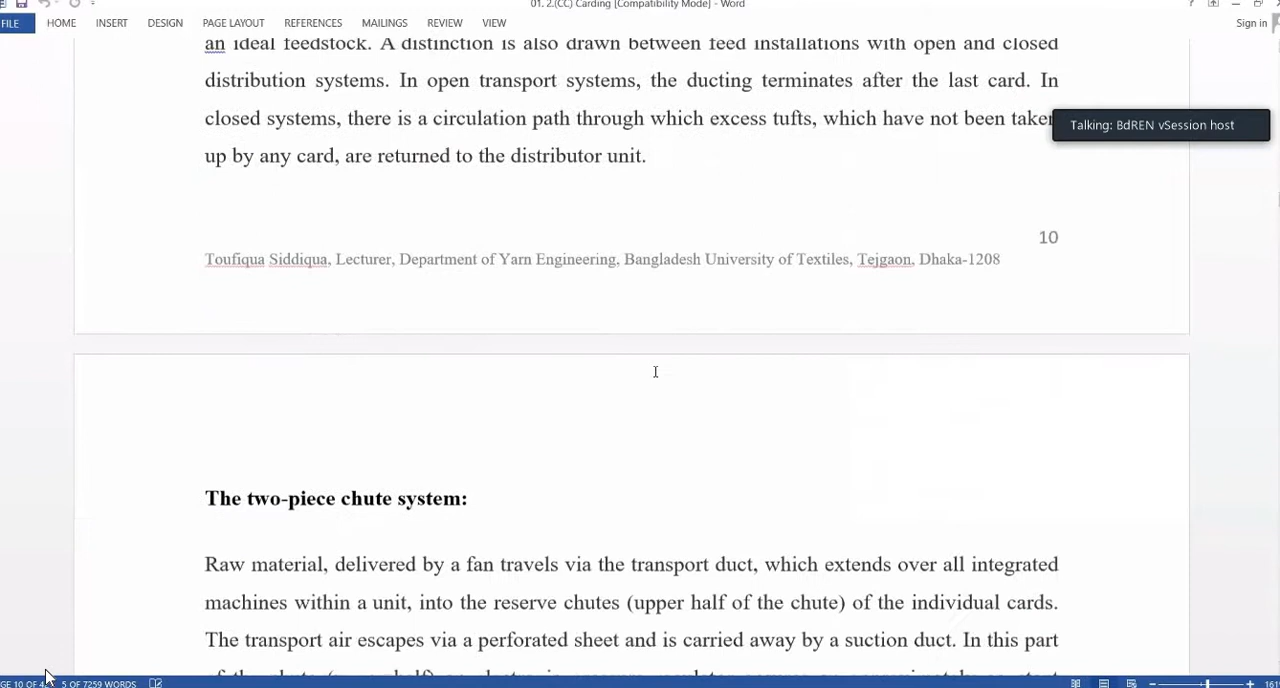 01. 2.(CC) Carding [Compatibility Mode] - Word
FILE HOME INSERT DESIGN PAGE LAYOUT REFERENCES MAILINGS REVIEW VIEW Sign in
an ideal feedstock. A distinction is also drawn between feed installations with open and closed
distribution systems. In open transport systems, the ducting terminates after the last card. In
closed systems, there is a circulation path through which excess tufts, which have not been taken
Talking: BdREN vSession host
up by any card, are returned to the distributor unit.
10
Toufiqua Siddiqua, Lecturer, Department of Yarn Engineering, Bangladesh University of Textiles, Tejgaon, Dhaka-1208
The two-piece chute system:
Raw material, delivered by a fan travels via the transport duct, which extends over all integrated
machines within a unit, into the reserve chutes (upper half of the chute) of the individual cards.
The transport air escapes via a perforated sheet and is carried away by a suction duct. In this part
GE 10 OF 5 OF 7259 WORDS